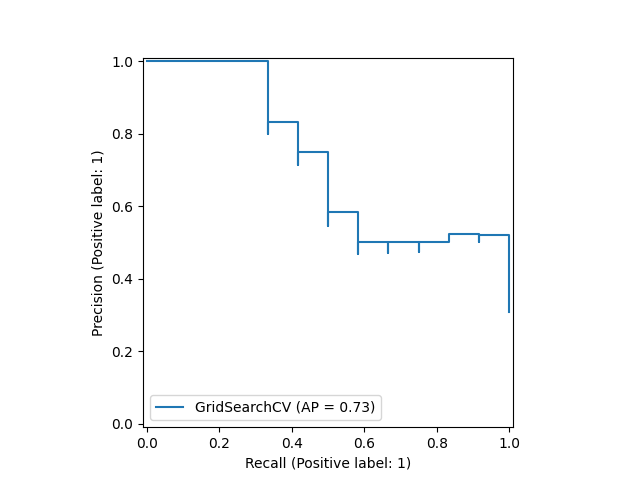 1.0
0.8
0.6
0.4
0.2
0.0
Precision (Positive label: 1)
GridSearchCV (AP = 0.73)
0.0 0.2 0.4 0.6 0.8 1.0
Recall (Positive label: 1)